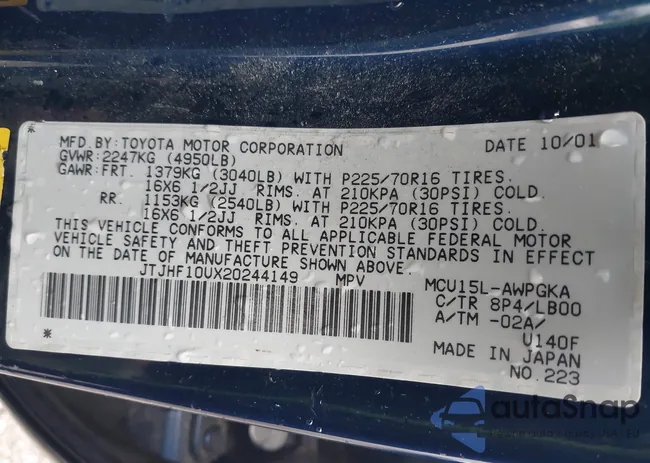 MFD.BY:TOYOTA MOTOR CORPORATION DATE 10/01
GVWR:2247KG (4950LB)
GAWR:FRT. 1379KG (3040LB) WITH P225/70R16 TIRES.
16X6 1/2JJ RIMS. AT 210KPA (30PSI) COLD.
RR. 1153KG (2540LB) WITH P225/70R16 TIRES.
16X6 1/2JJ RIMS. AT 210KPA (30PSI) COLD.
THIS VEHICLE CONFORMS TO ALL APPLICABLE FEDERAL MOTOR
VEHICLE SAFETY AND THEFT PREVENTION STANDARDS IN EFFECT
ON THE DATE OF MANUFACTURE SHOWN ABOVE.
JTJHF10UX20244149 MPV MCU15L-AWPGKA
C/TR 8P4/LB00
A/TM -02A/
U140F
MADE IN JAPAN
NO.223
autoSnap